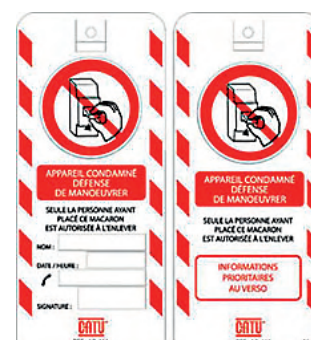 APPAREIL CONDAMNÉ
DÉFENSE
DE MANOEUVRER
SEULE LA PERSONNE AYANT
PLACÉ CE MACARON
EST AUTORISÉE À L'ENLEVER
NOM :
DATE / HEURE :
SIGNATURE :
CATU
APPAREIL CONDAMNÉ
DÉFENSE
DE MANOEUVRER
SEULE LA PERSONNE AYANT
PLACÉ CE MACARON
EST AUTORISÉE À L'ENLEVER
INFORMATIONS
PRIORITAIRES
AU VERSO
CATU